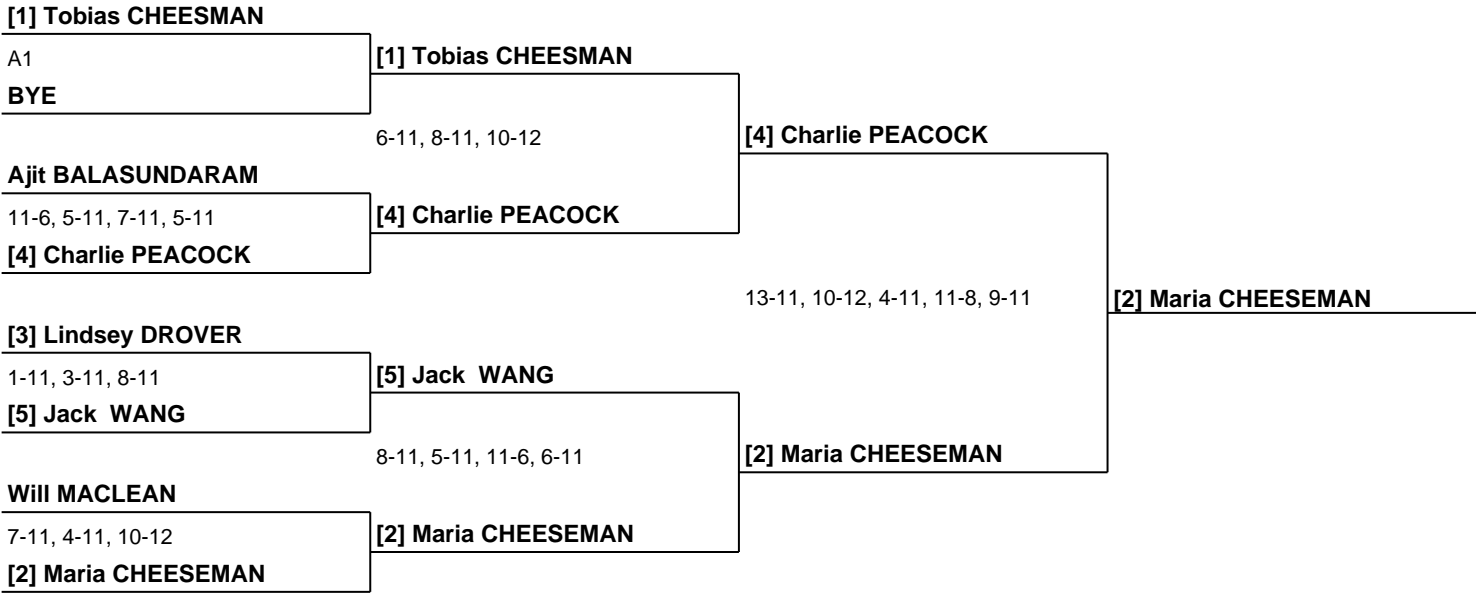 [1] Tobias CHEESMAN
A1
BYE
[1] Tobias CHEESMAN
6-11, 8-11, 10-12
Ajit BALASUNDARAM
11-6, 5-11, 7-11, 5-11
[4] Charlie PEACOCK
[4] Charlie PEACOCK
[4] Charlie PEACOCK
13-11, 10-12, 4-11, 11-8, 9-11
[2] Maria CHEESEMAN
[3] Lindsey DROVER
1-11, 3-11, 8-11
[5] Jack  WANG
[5] Jack  WANG
8-11, 5-11, 11-6, 6-11
[2] Maria CHEESEMAN
Will MACLEAN
7-11, 4-11, 10-12
[2] Maria CHEESEMAN
[2] Maria CHEESEMAN